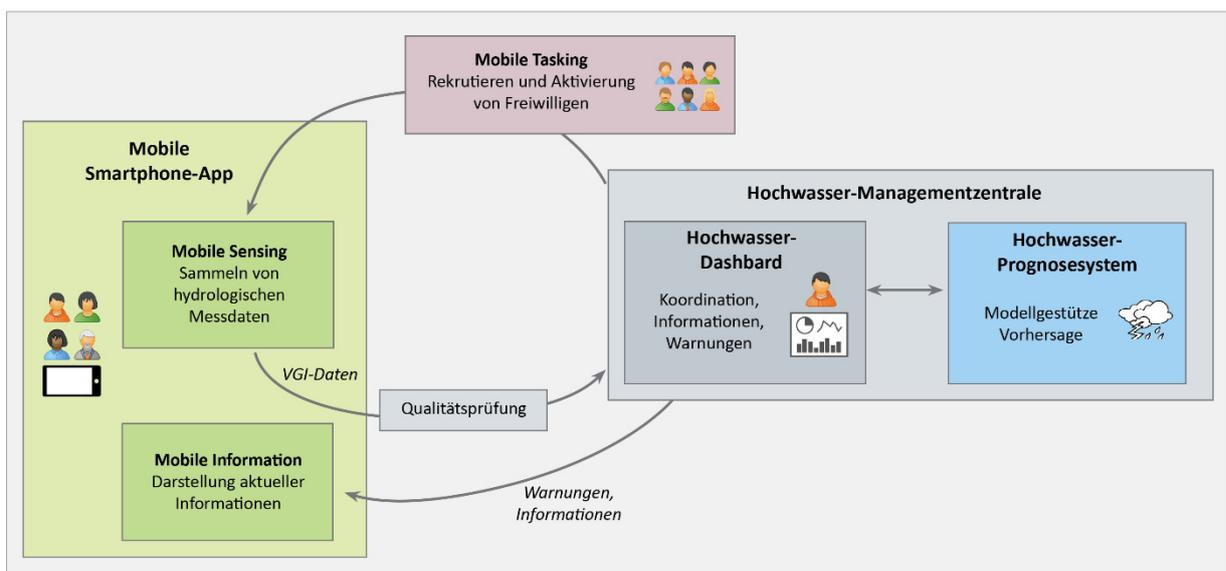 Mobile Tasking
Rekrutieren und Aktivierung
von Freiwilligen
Mobile
Smartphone-App
Mobile Sensing
Sammeln von
hydrologischen
Messdaten
VGI-Daten
Qualitätsprüfung
Mobile Information
Darstellung aktueller
Informationen
Warnungen,
Informationen
Hochwasser-Managementzentrale
Hochwasser-
Dashbard
Koordination,
Informationen,
Warnungen
Hochwasser-
Prognosesystem
Modellgestütze
Vorhersage